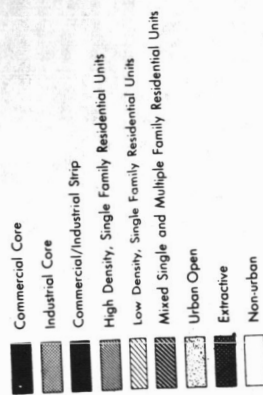 Commercial Core
Industrial Core
Commercial/Industrial Strip
High Density, Single Family Residential Units
Low Density, Single Family Residential Units
Mixed Single and Multiple Family Residential Units
Urban Open
Extractive
Non-urban